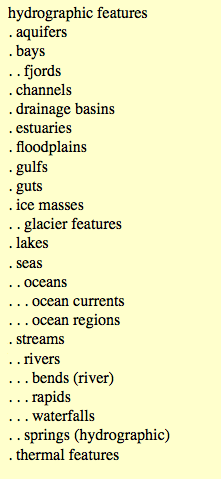 hydrographic features
. aquifers
. bays
. . fjords
. channels
. drainage basins
. estuaries
. floodplains
. gulfs
. guts
. ice masses
. . glacier features
. lakes
. seas
. . oceans
. . . ocean currents
. . . ocean regions
. streams
. . rivers
. . . bends (river)
. . . rapids
. . . waterfalls
. . springs (hydrographic)
. thermal features